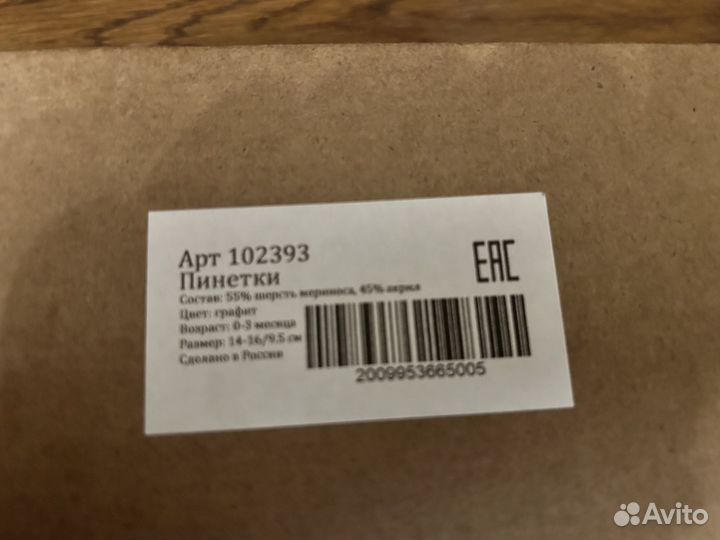 Арт 102393
Пинетки
Состав: 55% шерсть мериноса, 45% акрил
Цвет: графит
Возраст: 0-3 месяца
Размер: 14-16/9.5 см
Сделано в России
EAC
2009953665005
Avito